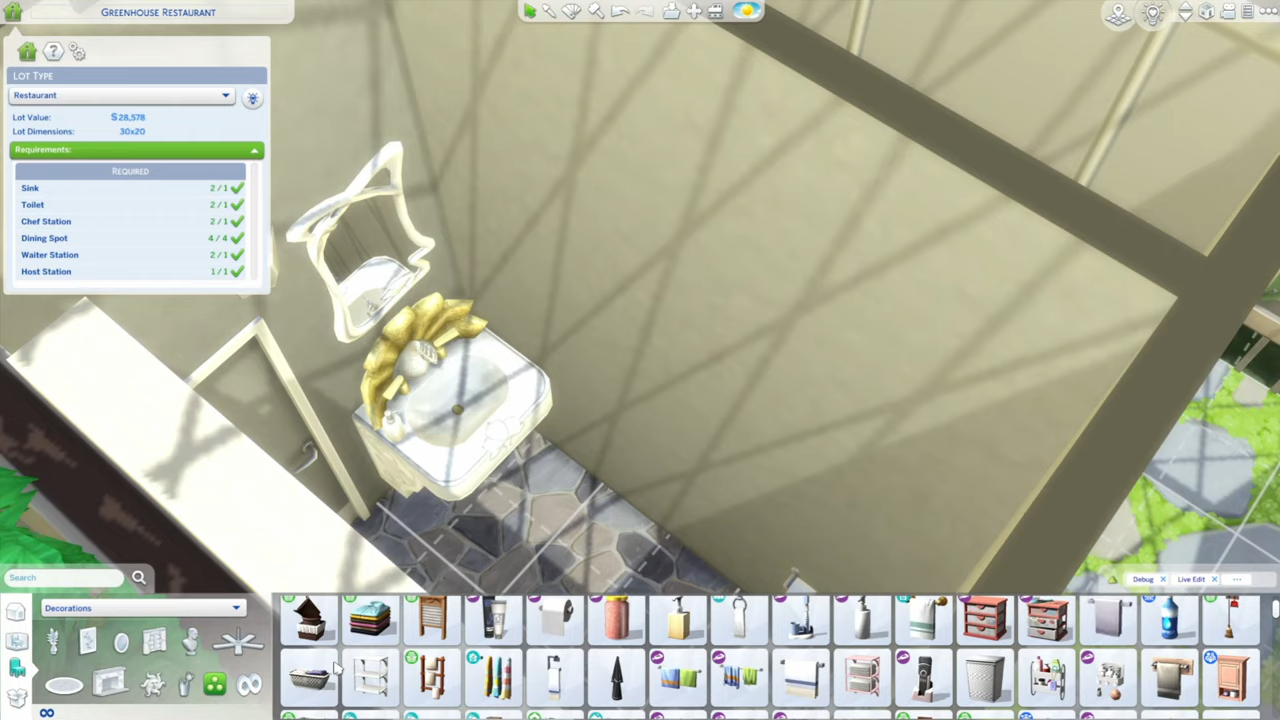 GREENHOUSE RESTAURANT
LOT TYPE
Restaurant
Lot Value: §28,578
Lot Dimensions: 30x20
Requirements:
REQUIRED
Sink 2/1
Toilet 2/1
Chef Station 2/1
Dining Spot 4/4
Waiter Station 2/1
Host Station 1/1
Search
Debug X Live Edit X ...
Decorations